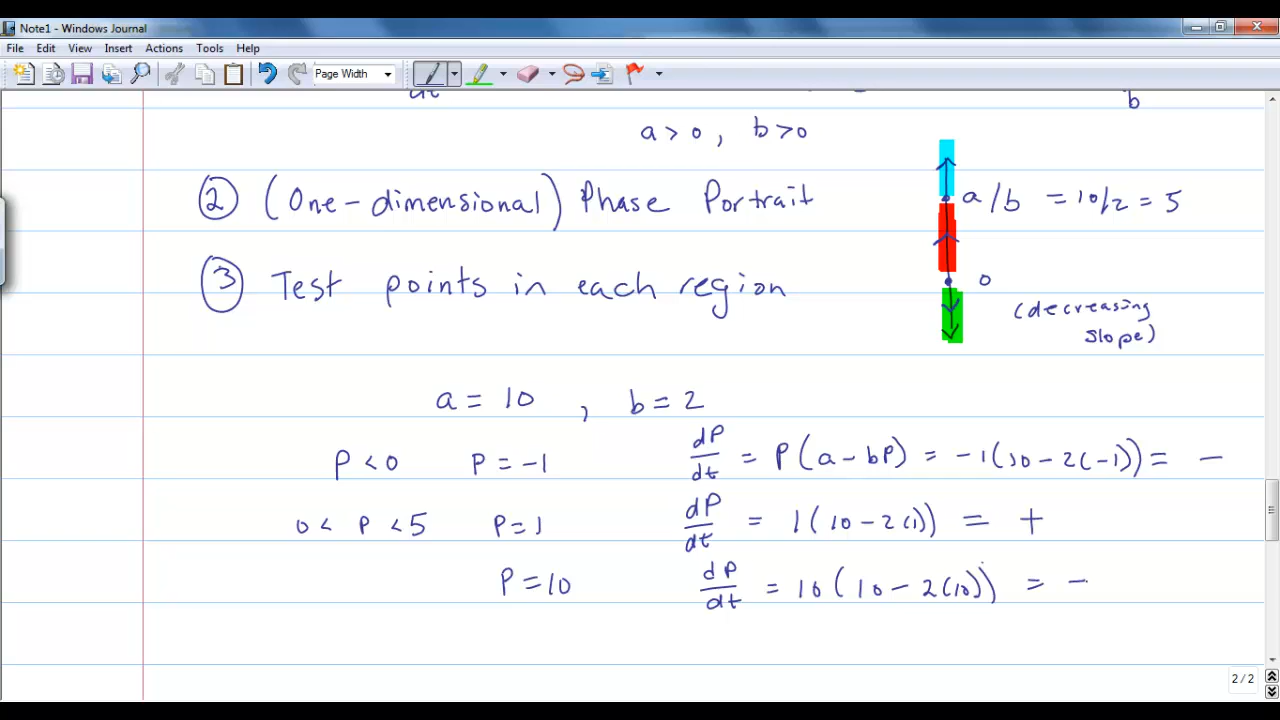 Note1 - Windows Journal
File Edit View Insert Actions Tools Help
Page Width
dt
b
a > 0 , b > 0
② (One-dimensional) Phase Portrait
a/b = 10/2 = 5
③ Test points in each region
0
(decreasing
slope)
a = 10 , b = 2
P < 0 P = -1 dP/dt = P(a - bP) = -1(10 - 2(-1)) = -
0 < P < 5 P = 1 dP/dt = 1(10 - 2(1)) = +
P = 10 dP/dt = 10(10 - 2(10)) = -
2 / 2